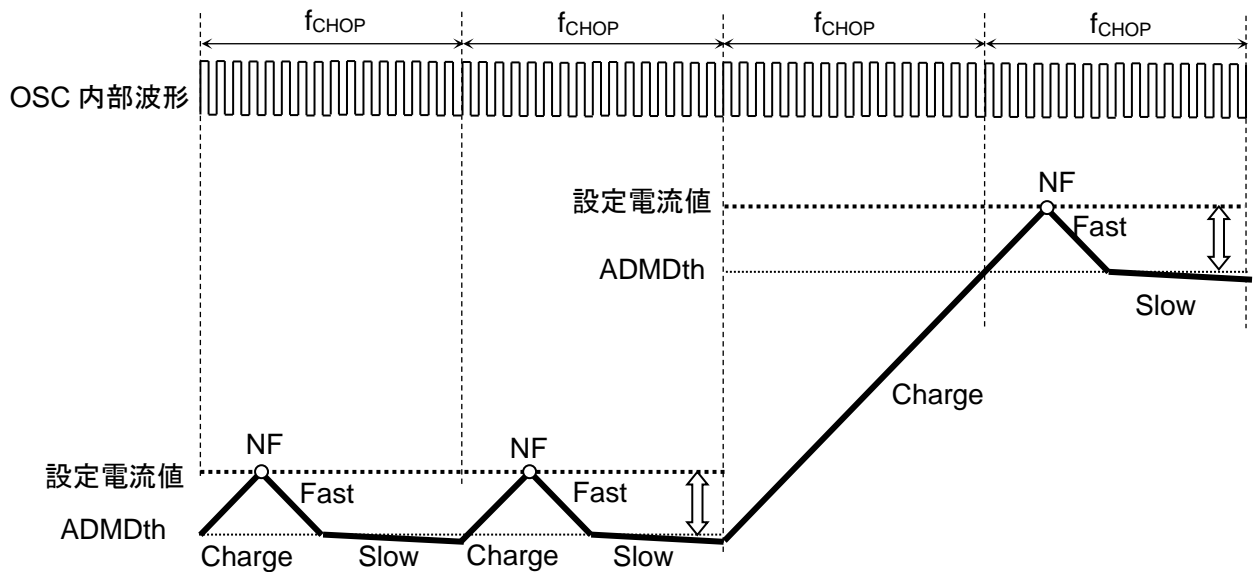 fCHOP fCHOP fCHOP fCHOP
OSC 内部波形
設定電流値 NF
Fast
ADMDth
Slow
Charge
設定電流値 NF NF
Fast Fast
ADMDth
Charge Slow Charge Slow